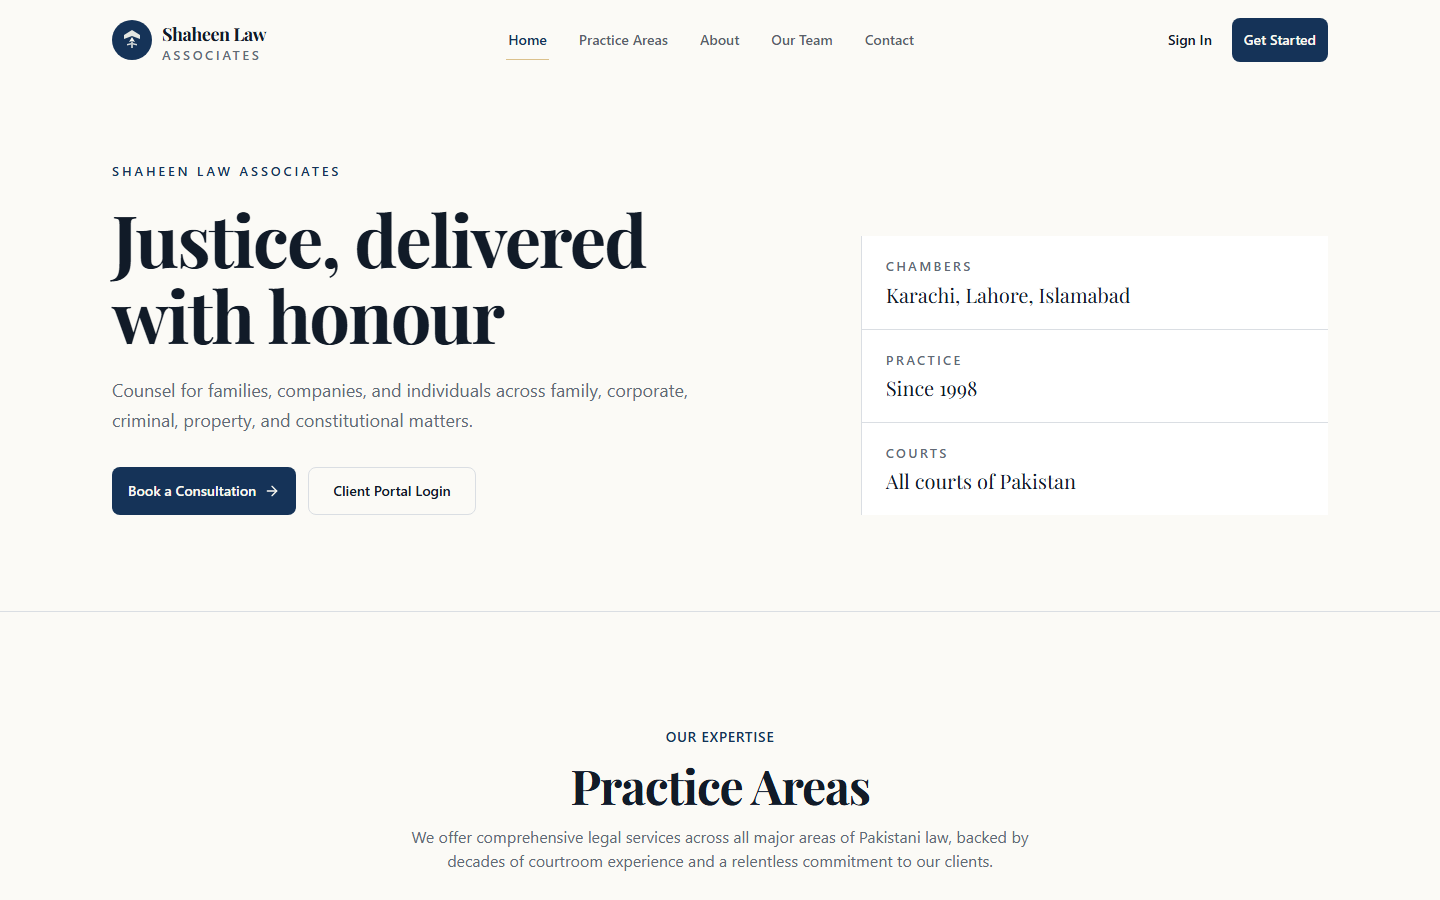 Shaheen Law
ASSOCIATES
Home
Practice Areas
About
Our Team
Contact
Sign In
Get Started
SHAHEEN LAW ASSOCIATES
Justice, delivered
with honour
Counsel for families, companies, and individuals across family, corporate,
criminal, property, and constitutional matters.
Book a Consultation →
Client Portal Login
CHAMBERS
Karachi, Lahore, Islamabad
PRACTICE
Since 1998
COURTS
All courts of Pakistan
OUR EXPERTISE
Practice Areas
We offer comprehensive legal services across all major areas of Pakistani law, backed by
decades of courtroom experience and a relentless commitment to our clients.